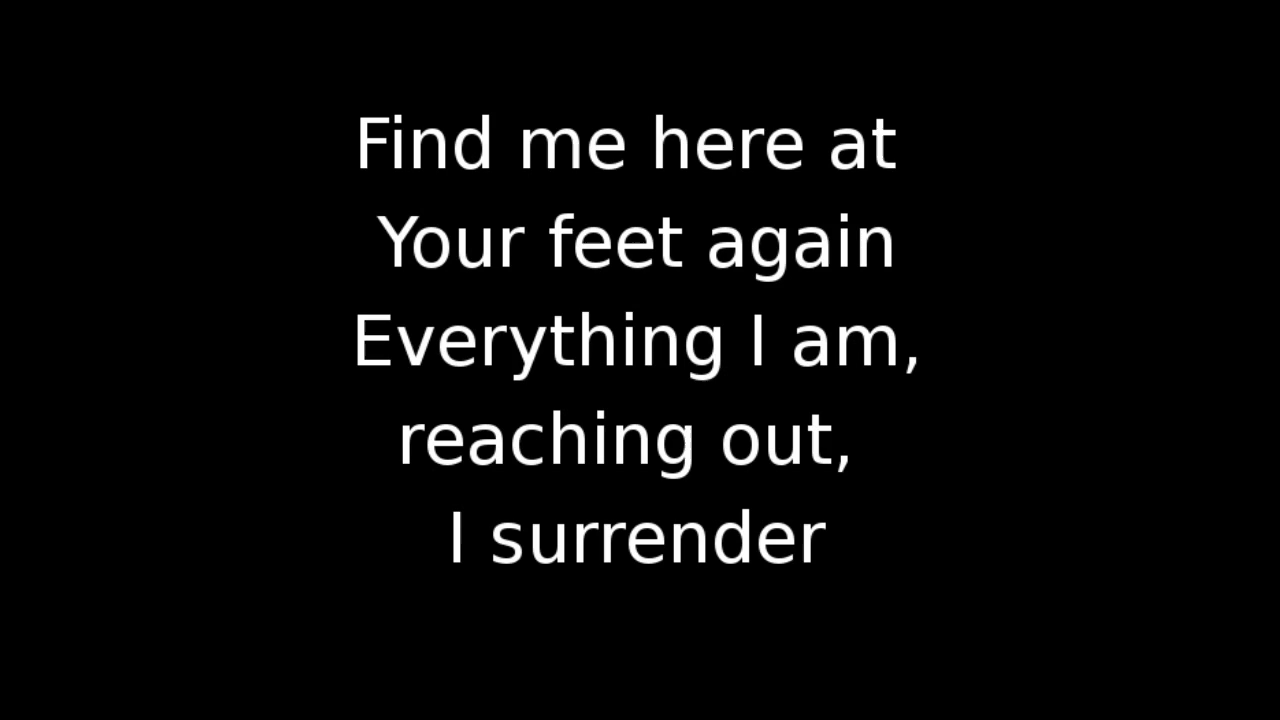 Find me here at
Your feet again
Everything I am,
reaching out,
I surrender